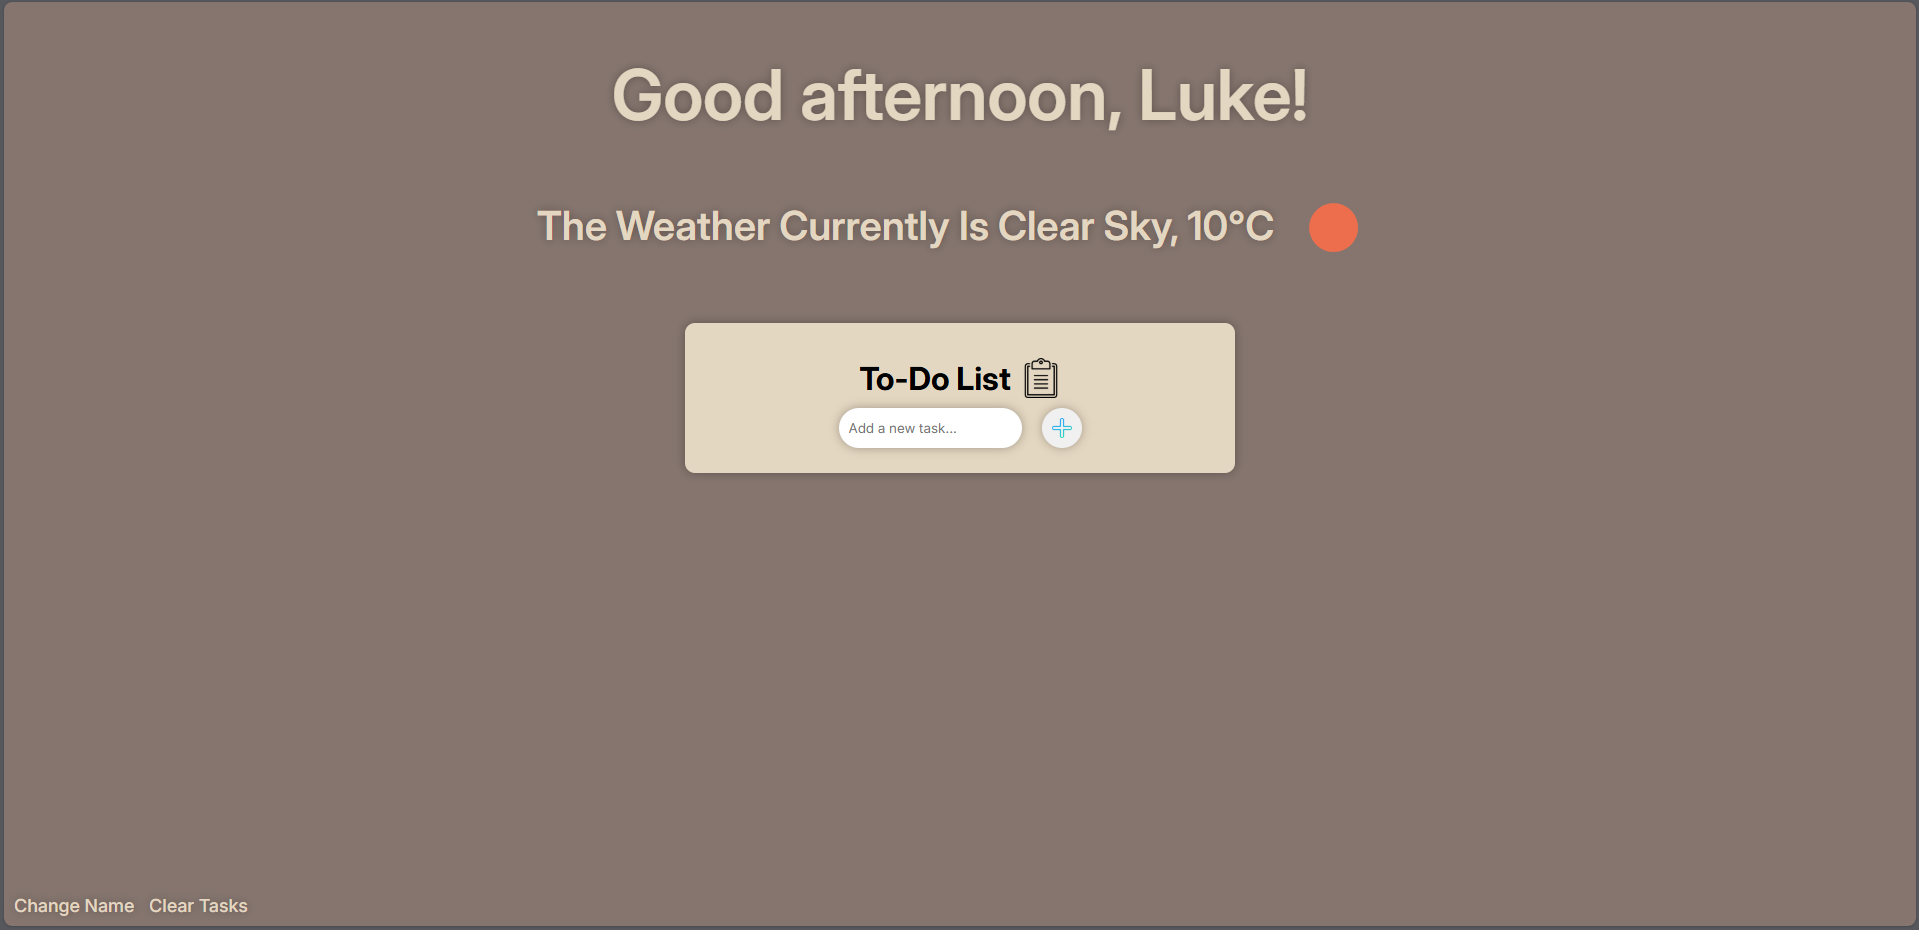 Good afternoon, Luke!
The Weather Currently Is Clear Sky, 10°C
To-Do List
Add a new task...
Change Name Clear Tasks